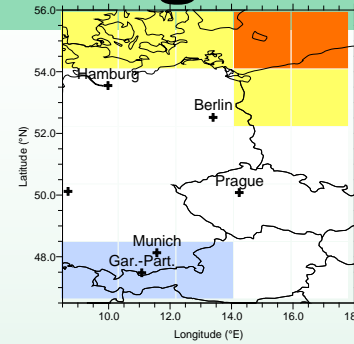 56.0
54.0
52.0
50.0
48.0
Latitude (°N)
Hamburg
Berlin
Prague
Munich
Gar.-Part.
10.0 12.0 14.0 16.0
Longitude (°E)